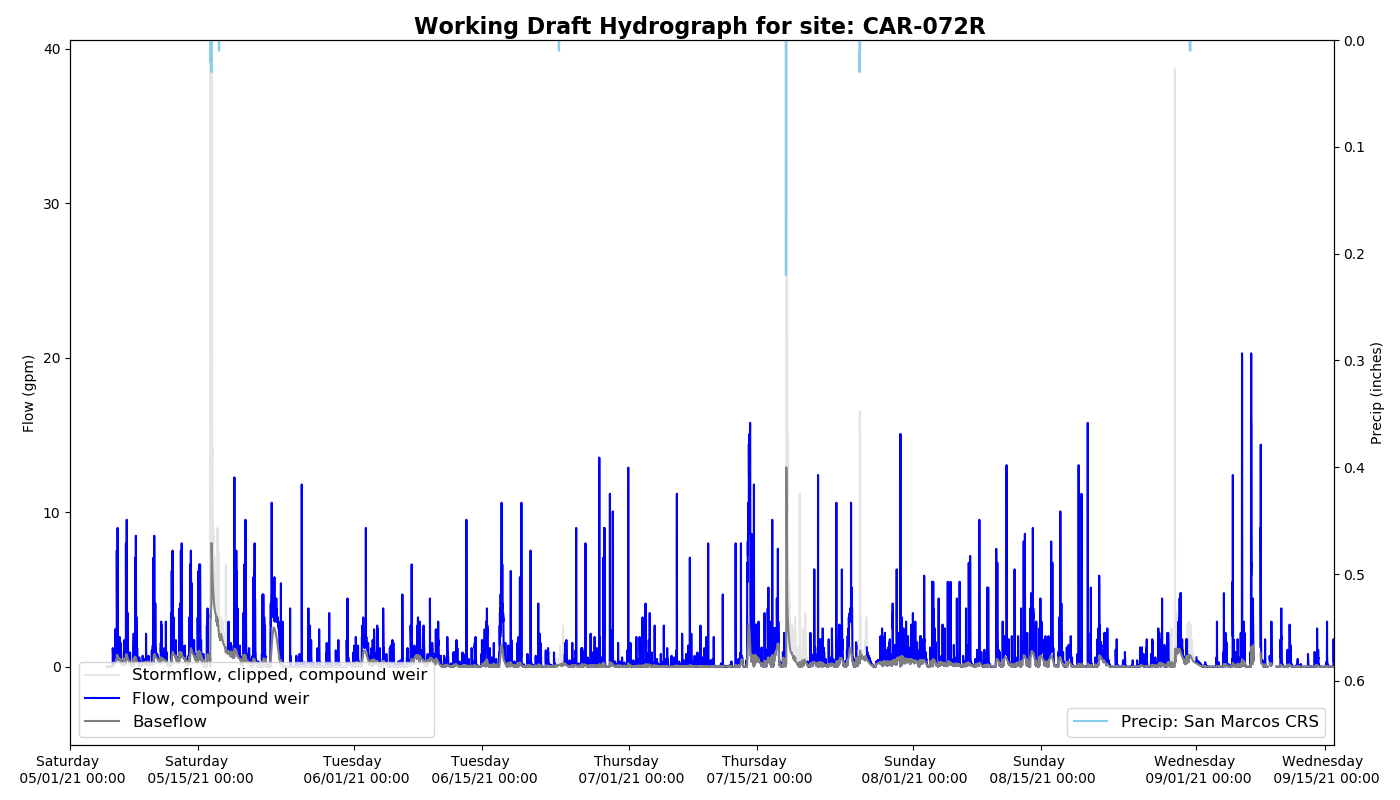 Working Draft Hydrograph for site: CAR-072R
40
30
20
10
0
Flow (gpm)
0.0
0.1
0.2
0.3
0.4
0.5
0.6
Precip (inches)
Stormflow, clipped, compound weir
Flow, compound weir
Baseflow
Precip: San Marcos CRS
Saturday
05/01/21 00:00
Saturday
05/15/21 00:00
Tuesday
06/01/21 00:00
Tuesday
06/15/21 00:00
Thursday
07/01/21 00:00
Thursday
07/15/21 00:00
Sunday
08/01/21 00:00
Sunday
08/15/21 00:00
Wednesday
09/01/21 00:00
Wednesday
09/15/21 00:00